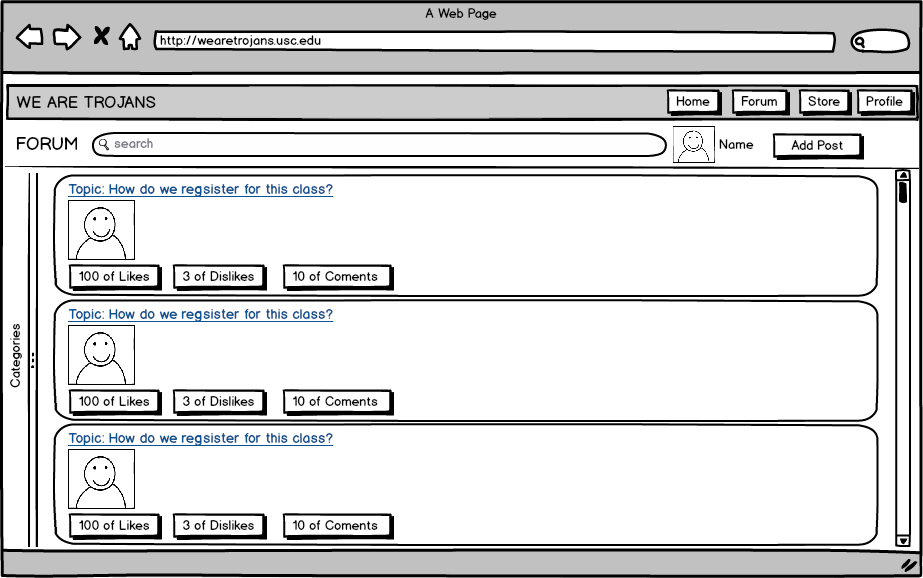 A Web Page
http://wearetrojans.usc.edu
WE ARE TROJANS
Home
Forum
Store
Profile
FORUM
search
Name
Add Post
Categories
Topic: How do we regsister for this class?
100 of Likes
3 of Dislikes
10 of Coments
Topic: How do we regsister for this class?
100 of Likes
3 of Dislikes
10 of Coments
Topic: How do we regsister for this class?
100 of Likes
3 of Dislikes
10 of Coments